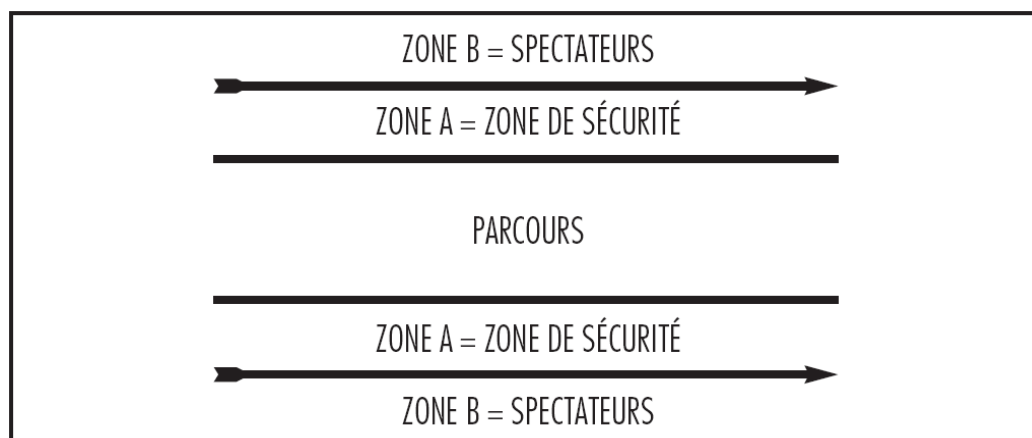 ZONE B = SPECTATEURS
ZONE A = ZONE DE SÉCURITÉ
PARCOURS
ZONE A = ZONE DE SÉCURITÉ
ZONE B = SPECTATEURS